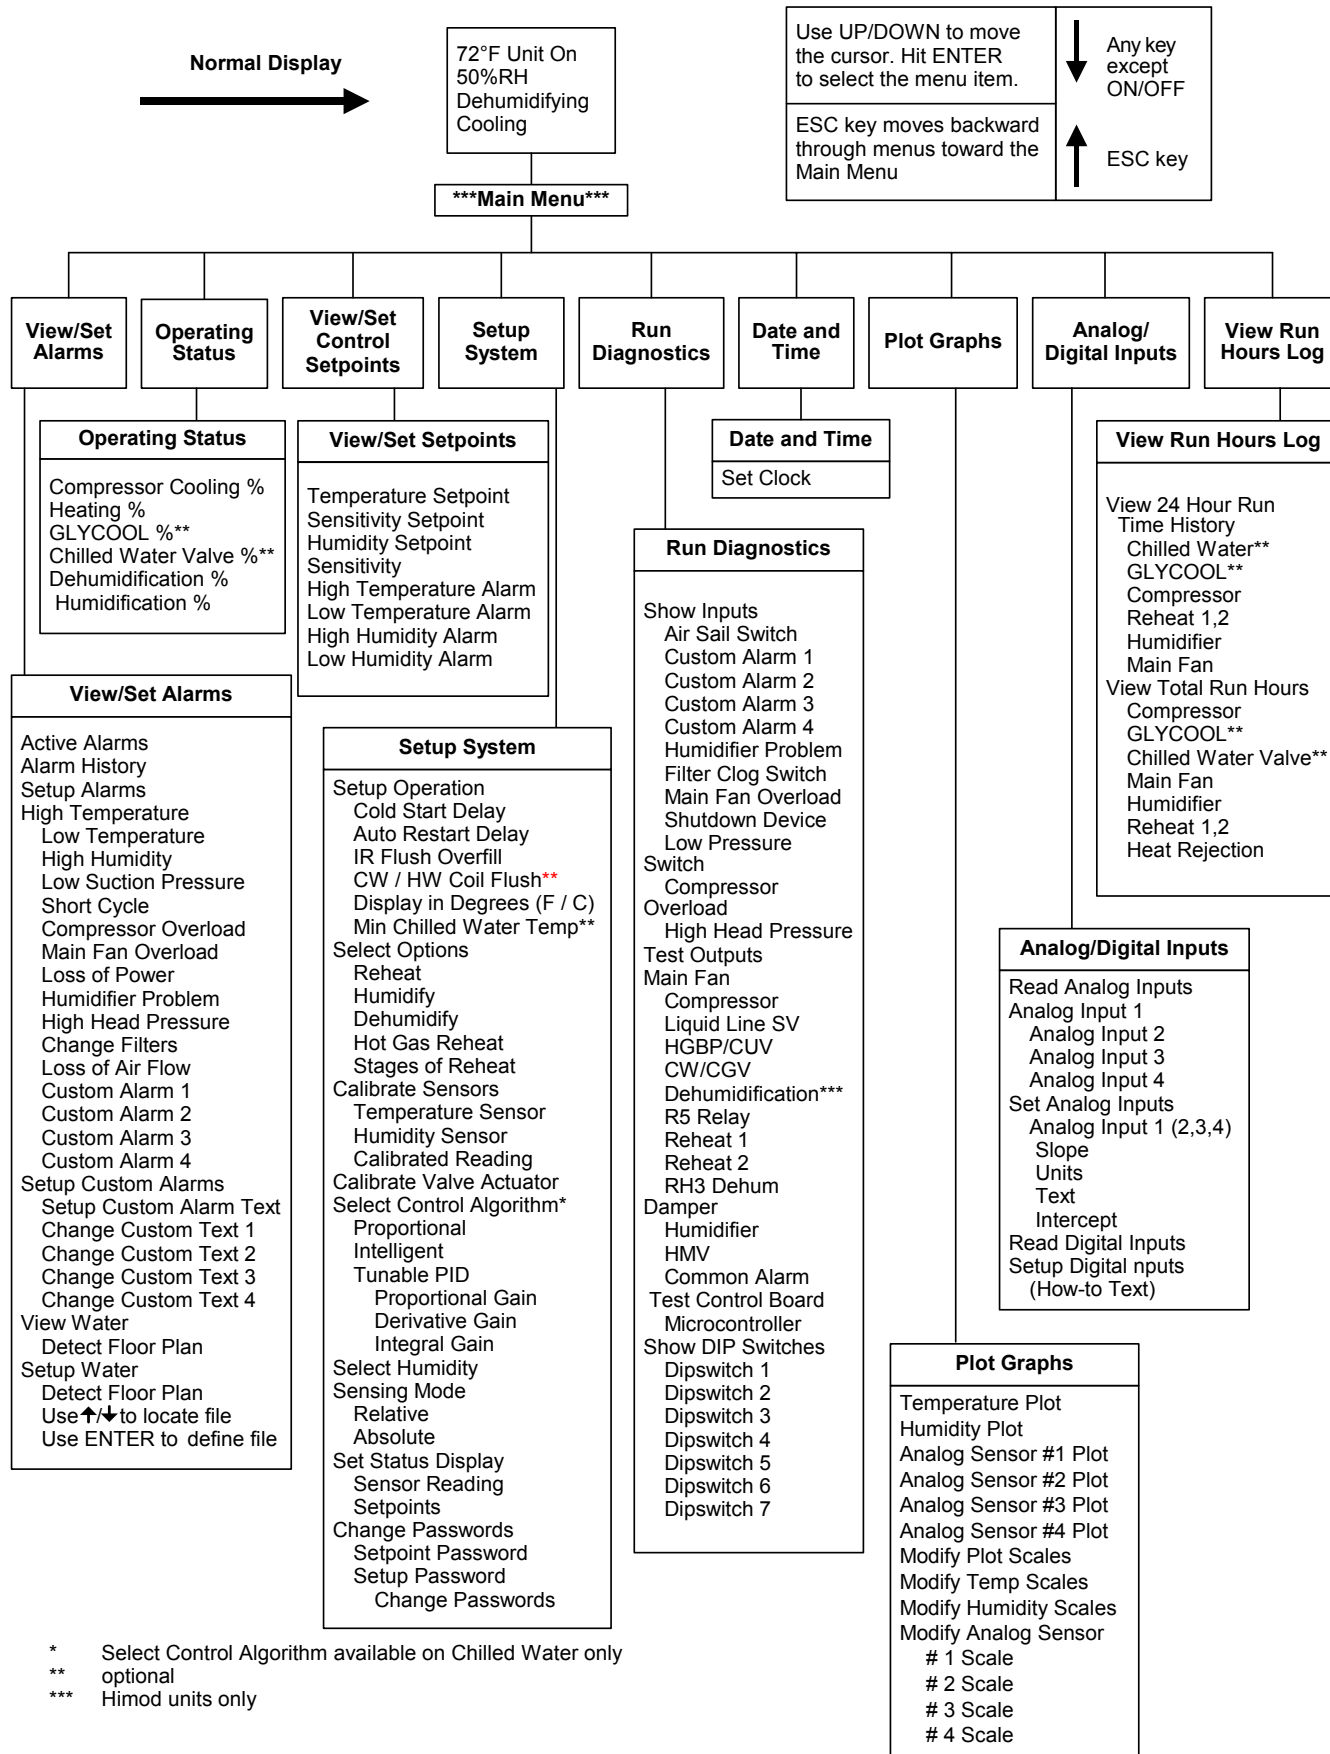 Normal Display
72°F Unit On
50%RH
Dehumidifying
Cooling
Use UP/DOWN to move
the cursor. Hit ENTER
to select the menu item.
ESC key moves backward
through menus toward the
Main Menu
Any key
except
ON/OFF
ESC key
***Main Menu***
View/Set
Alarms
Operating
Status
View/Set
Control
Setpoints
Setup
System
Run
Diagnostics
Date and
Time
Plot Graphs
Analog/
Digital Inputs
View Run
Hours Log
Operating Status
Compressor Cooling %
Heating %
GLYCOOL %**
Chilled Water Valve %**
Dehumidification %
Humidification %
View/Set Setpoints
Temperature Setpoint
Sensitivity Setpoint
Humidity Setpoint
Sensitivity
High Temperature Alarm
Low Temperature Alarm
High Humidity Alarm
Low Humidity Alarm
Date and Time
Set Clock
View Run Hours Log
View 24 Hour Run
Time History
Chilled Water**
GLYCOOL**
Compressor
Reheat 1,2
Humidifier
Main Fan
View Total Run Hours
Compressor
GLYCOOL**
Chilled Water Valve**
Main Fan
Humidifier
Reheat 1,2
Heat Rejection
View/Set Alarms
Active Alarms
Alarm History
Setup Alarms
High Temperature
Low Temperature
High Humidity
Low Suction Pressure
Short Cycle
Compressor Overload
Main Fan Overload
Loss of Power
Humidifier Problem
High Head Pressure
Change Filters
Loss of Air Flow
Custom Alarm 1
Custom Alarm 2
Custom Alarm 3
Custom Alarm 4
Setup Custom Alarms
Setup Custom Alarm Text
Change Custom Text 1
Change Custom Text 2
Change Custom Text 3
Change Custom Text 4
View Water
Detect Floor Plan
Setup Water
Detect Floor Plan
Use ↑/↓ to locate file
Use ENTER to define file
Setup System
Setup Operation
Cold Start Delay
Auto Restart Delay
IR Flush Overfill
CW / HW Coil Flush**
Display in Degrees (F / C)
Min Chilled Water Temp**
Select Options
Reheat
Humidify
Dehumidify
Hot Gas Reheat
Stages of Reheat
Calibrate Sensors
Temperature Sensor
Humidity Sensor
Calibrated Reading
Calibrate Valve Actuator
Select Control Algorithm*
Proportional
Intelligent
Tunable PID
Proportional Gain
Derivative Gain
Integral Gain
Select Humidity
Sensing Mode
Relative
Absolute
Set Status Display
Sensor Reading
Setpoints
Change Passwords
Setpoint Password
Setup Password
Change Passwords
Run Diagnostics
Show Inputs
Air Sail Switch
Custom Alarm 1
Custom Alarm 2
Custom Alarm 3
Custom Alarm 4
Humidifier Problem
Filter Clog Switch
Main Fan Overload
Shutdown Device
Low Pressure
Switch
Compressor
Overload
High Head Pressure
Test Outputs
Main Fan
Compressor
Liquid Line SV
HGBP/CUV
CW/CGV
Dehumidification***
R5 Relay
Reheat 1
Reheat 2
RH3 Dehum
Damper
Humidifier
HMV
Common Alarm
Test Control Board
Microcontroller
Show DIP Switches
Dipswitch 1
Dipswitch 2
Dipswitch 3
Dipswitch 4
Dipswitch 5
Dipswitch 6
Dipswitch 7
Analog/Digital Inputs
Read Analog Inputs
Analog Input 1
Analog Input 2
Analog Input 3
Analog Input 4
Set Analog Inputs
Analog Input 1 (2,3,4)
Slope
Units
Text
Intercept
Read Digital Inputs
Setup Digital nputs
(How-to Text)
Plot Graphs
Temperature Plot
Humidity Plot
Analog Sensor #1 Plot
Analog Sensor #2 Plot
Analog Sensor #3 Plot
Analog Sensor #4 Plot
Modify Plot Scales
Modify Temp Scales
Modify Humidity Scales
Modify Analog Sensor
# 1 Scale
# 2 Scale
# 3 Scale
# 4 Scale
* Select Control Algorithm available on Chilled Water only
** optional
*** Himod units only